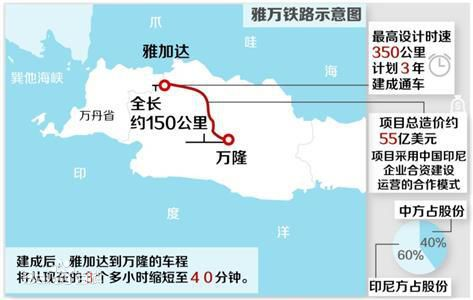 雅万铁路示意图
爪
哇
海
雅加达
巽他海峡
万丹省
全长
约150公里
万隆
印
度
洋
建成后,雅加达到万隆的车程
将从现在的3个多小时缩短至40分钟。
最高设计时速
350公里
计划3年
建成通车
项目总造价约
55亿美元
项目采用中国印尼
企业合资建设
运营的合作模式
中方占股份
40%
60%
印尼方占股份